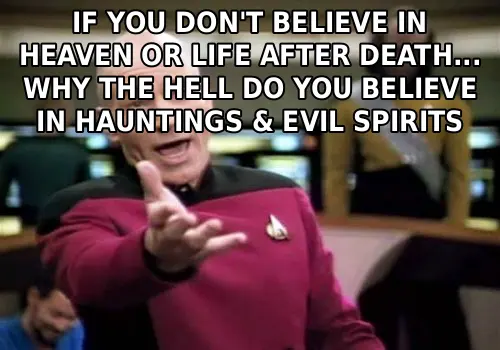 IF YOU DON'T BELIEVE IN
HEAVEN OR LIFE AFTER DEATH...
WHY THE HELL DO YOU BELIEVE
IN HAUNTINGS & EVIL SPIRITS